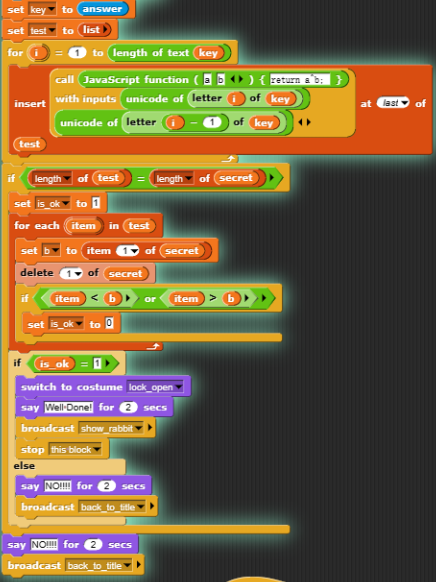 set key to answer
set test to list
for i = 1 to length of text key
call JavaScript function ( a b ) { return a^b; }
insert with inputs unicode of letter i of key at last of
unicode of letter i - 1 of key
test
if length of test = length of secret
set is_ok to 1
for each item in test
set b to item 1 of secret
delete 1 of secret
if item < b or item > b
set is_ok to 0
if is_ok = 1
switch to costume lock_open
say Well·Done! for 2 secs
broadcast show_rabbit
stop this block
else
say NO!!!! for 2 secs
broadcast back_to_title
say NO!!!! for 2 secs
broadcast back_to_title